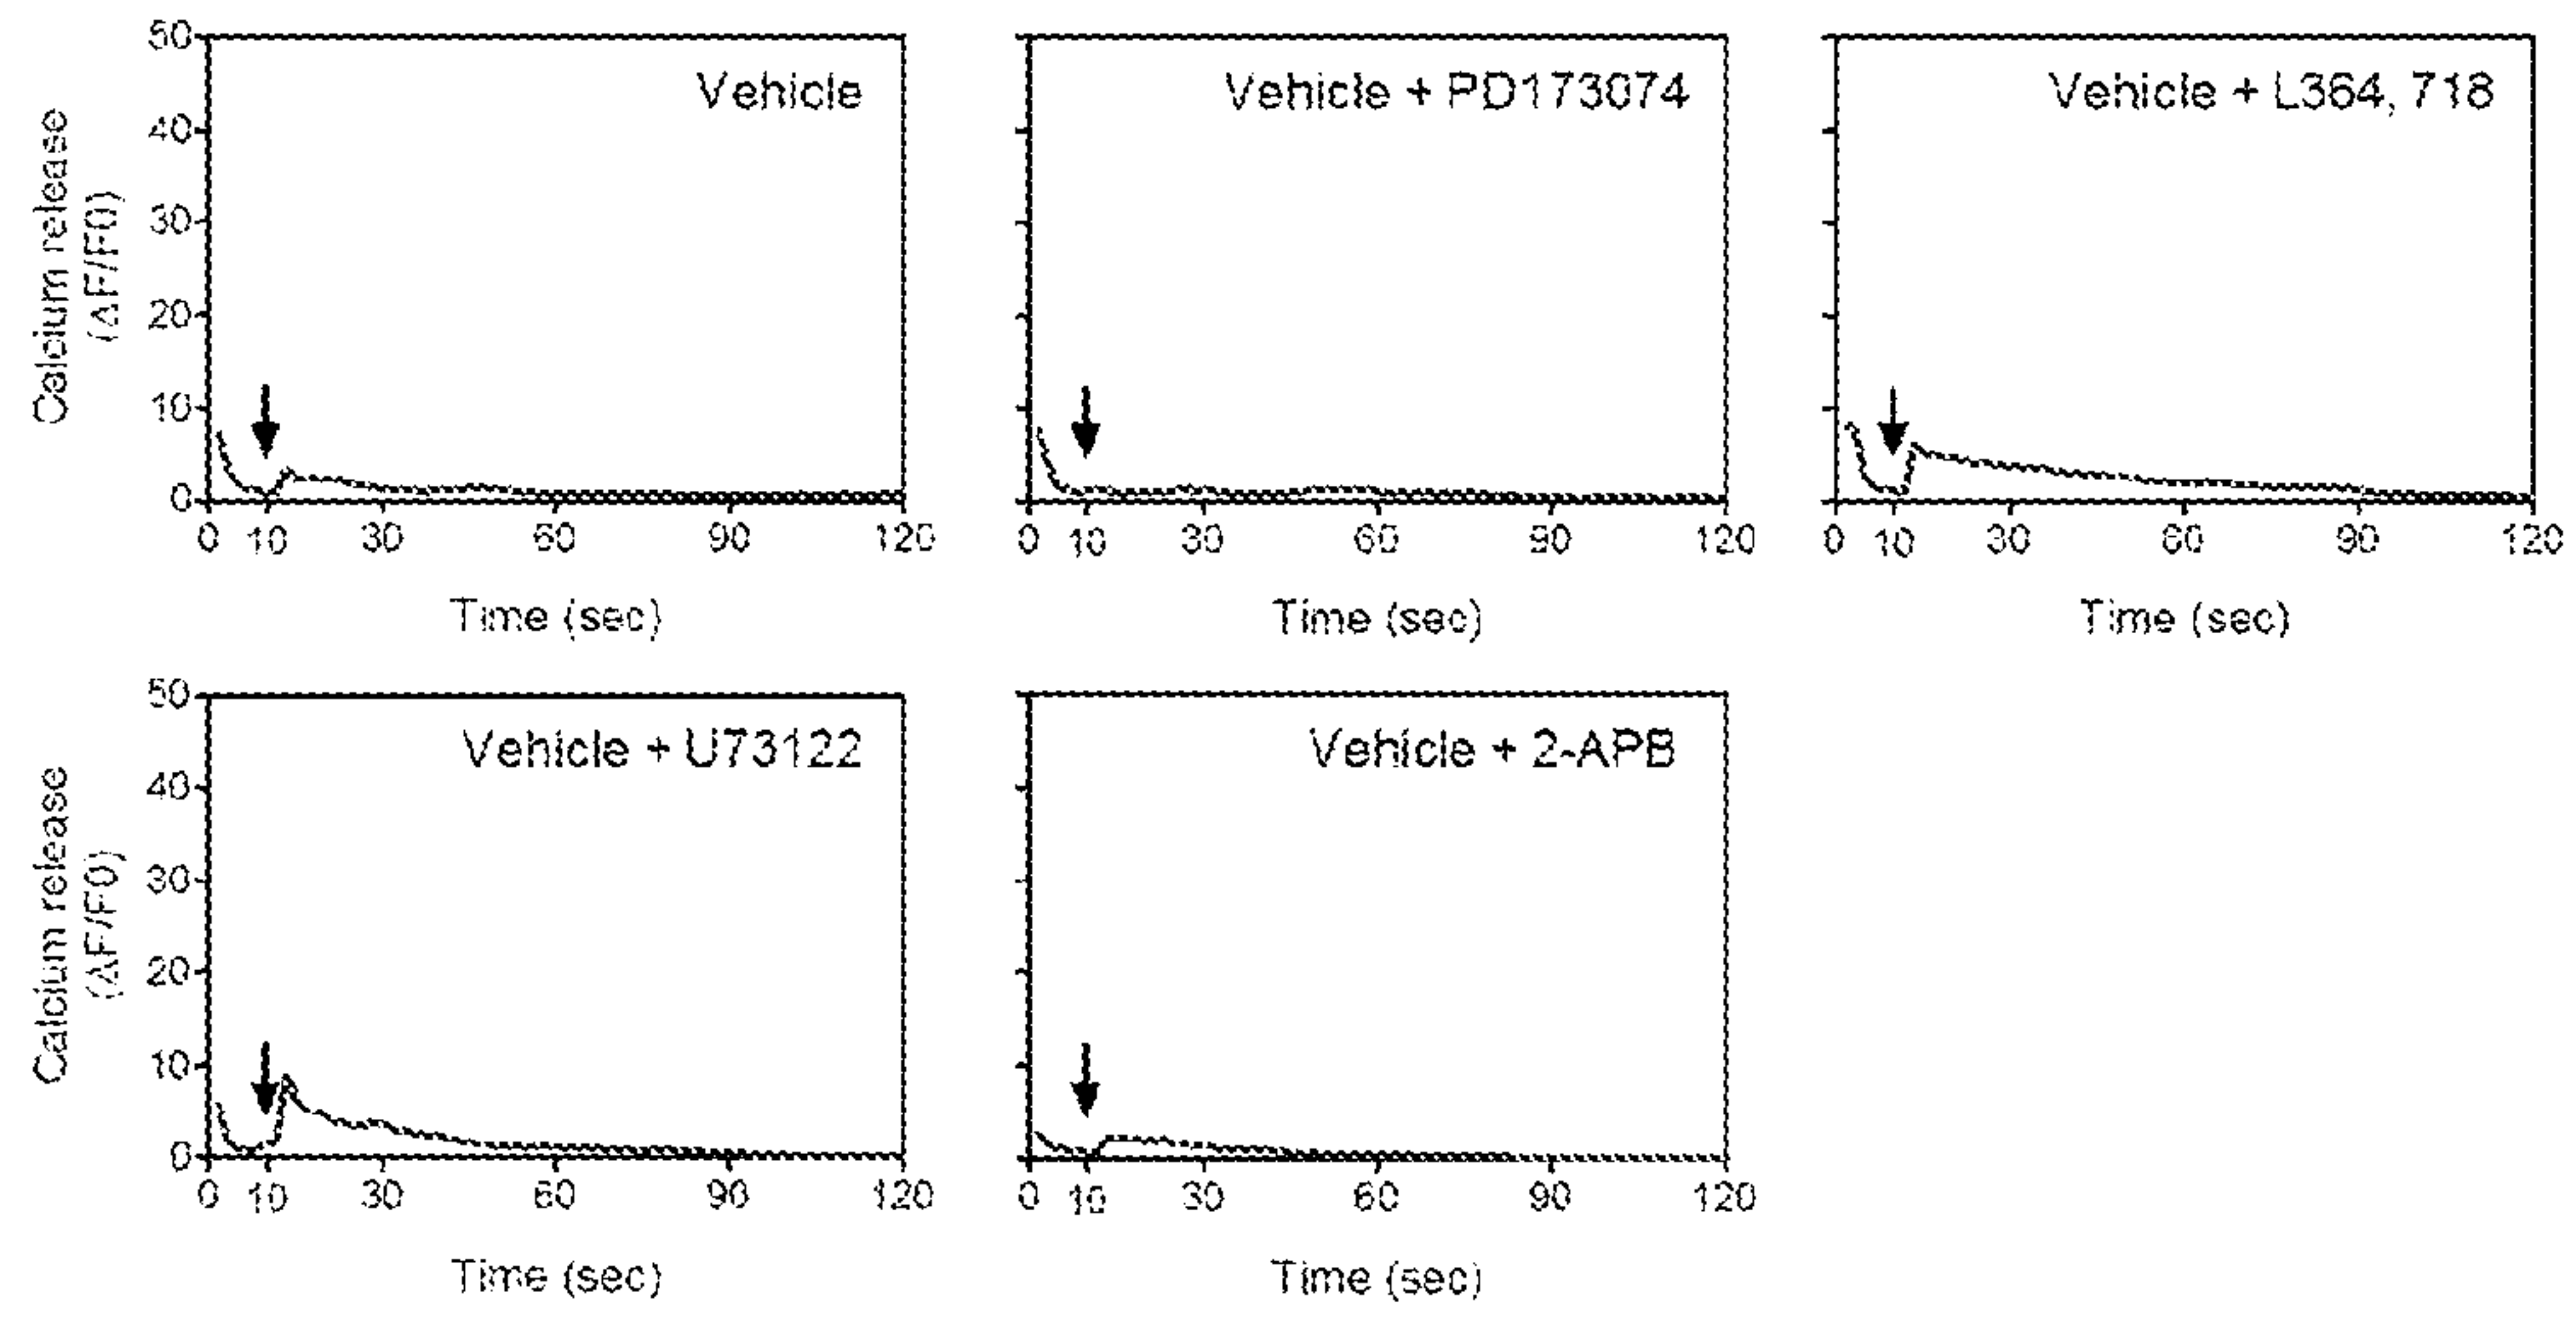 Calcium release
(ΔF/F0)
50
40
30
20
10
0
Vehicle
0 10 30 60 90 120
Time (sec)
Vehicle + PD173074
0 10 30 60 90 120
Time (sec)
Vehicle + L364, 718
0 10 30 60 90 120
Time (sec)
Calcium release
(ΔF/F0)
50
40
30
20
10
0
Vehicle + U73122
0 10 30 60 90 120
Time (sec)
Vehicle + 2-APB
0 10 30 60 90 120
Time (sec)